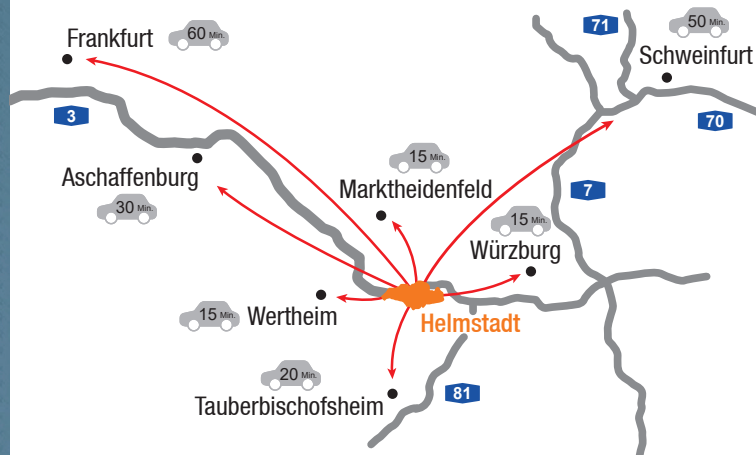 Frankfurt
60 Min.
71
50 Min.
Schweinfurt
3
70
Aschaffenburg
30 Min.
15 Min.
Marktheidenfeld
7
15 Min.
Würzburg
15 Min.
Wertheim
Helmstadt
20 Min.
Tauberbischofsheim
81